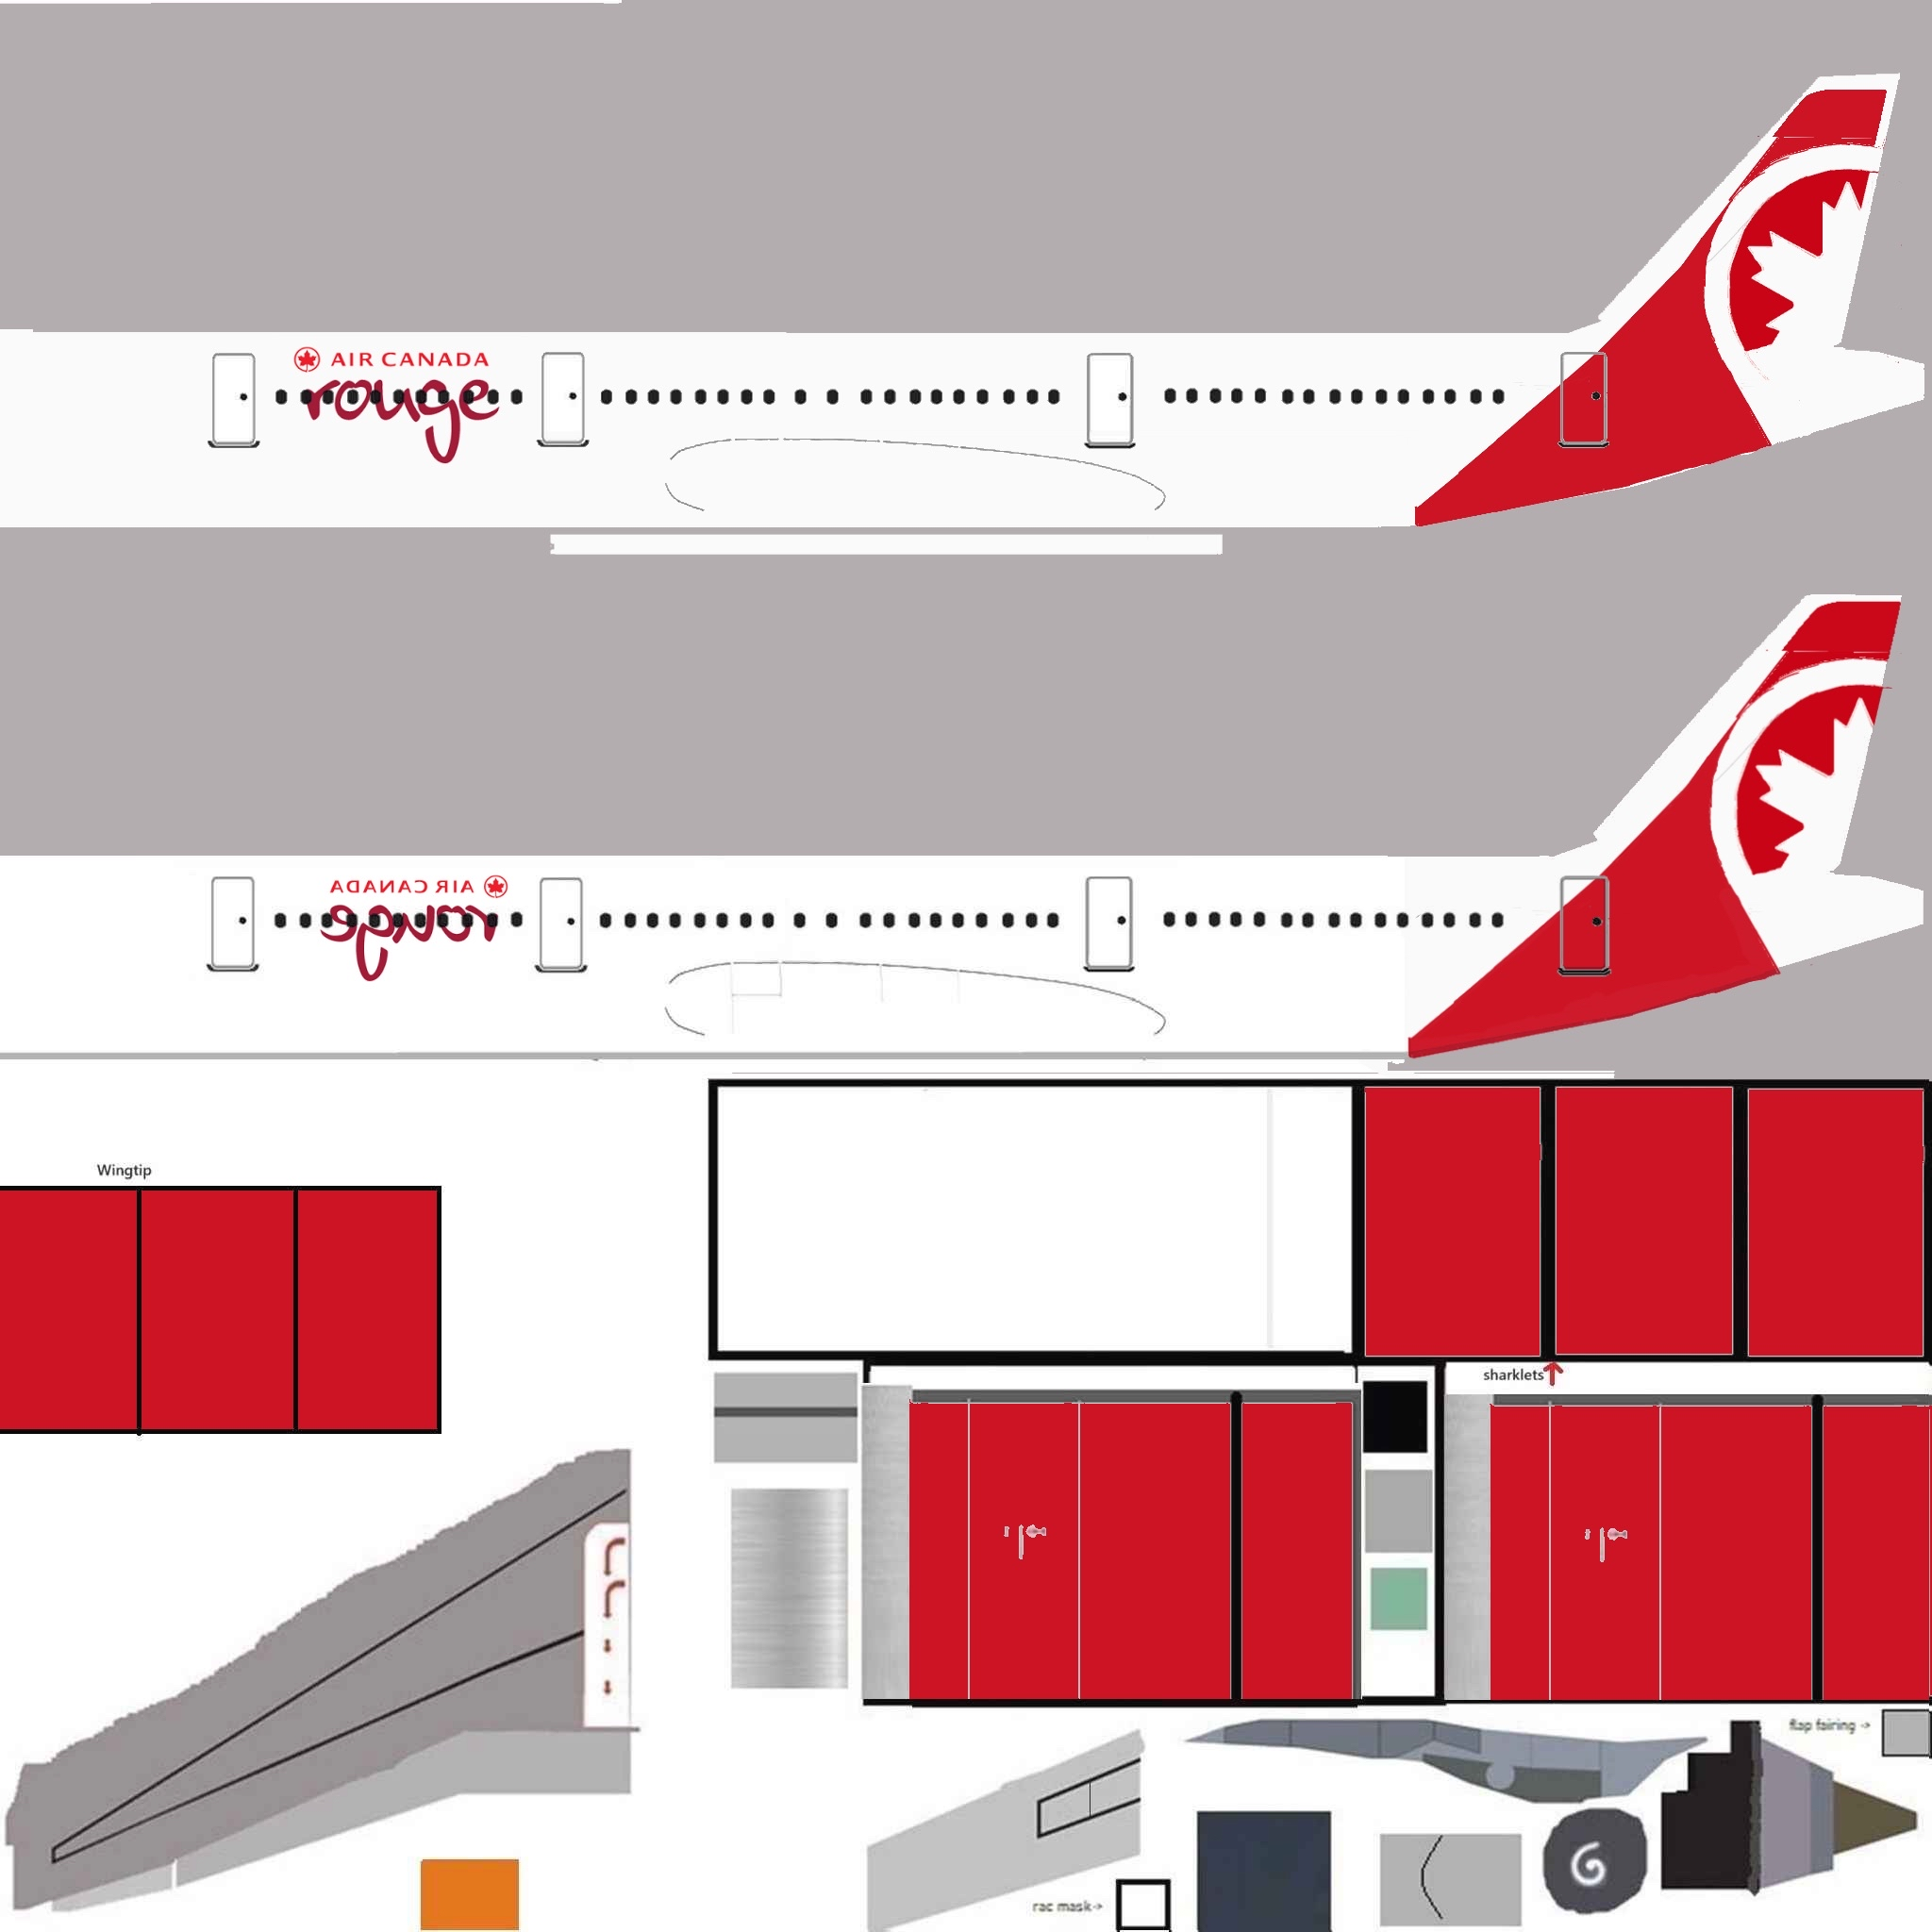 AIR CANADA
rouge
AIR CANADA
rouge
Wingtip
sharklets
flap fairing ->
rac mask->